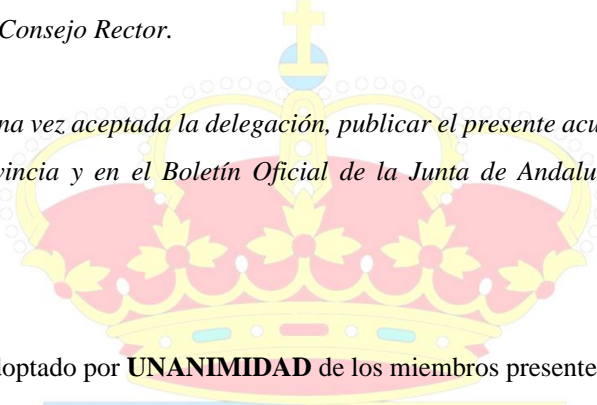 Consejo Rector.
na vez aceptada la delegación, publicar el presente acu
vincia y en el Boletín Oficial de la Junta de Andalu
doptado por UNANIMIDAD de los miembros presente